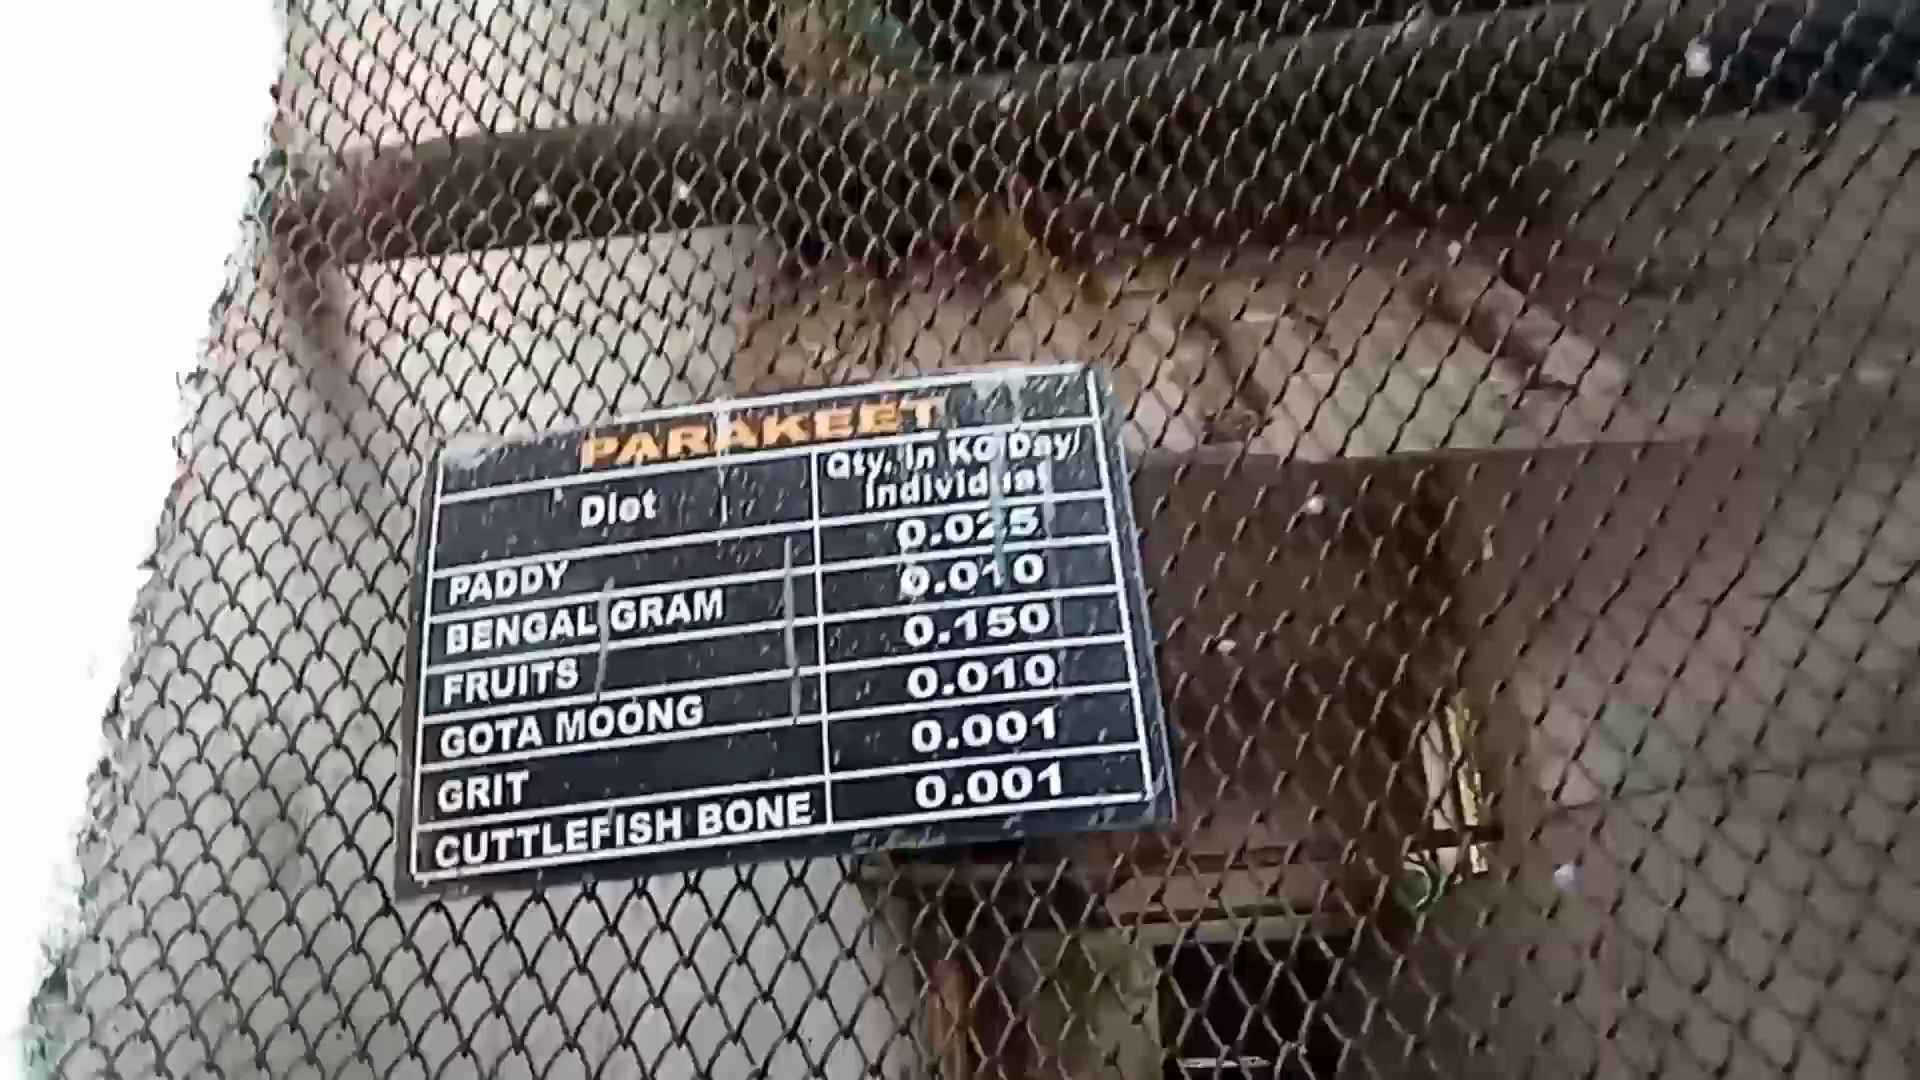 PARAKEET
Diet
Qty. In KG/Day/
Individual
PADDY 0.025
BENGAL GRAM 0.010
FRUITS 0.150
GOTA MOONG 0.010
GRIT 0.001
CUTTLEFISH BONE 0.001